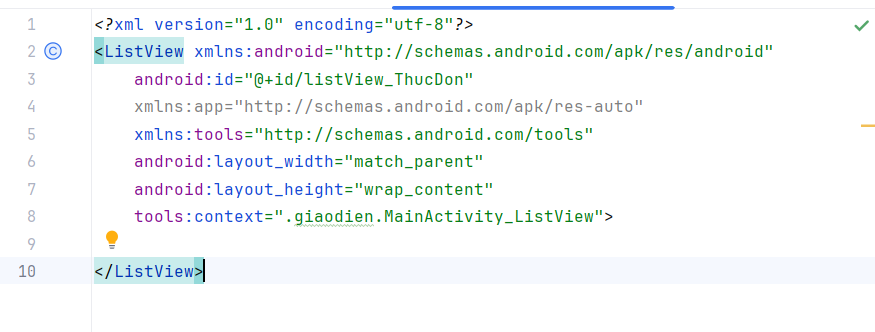 1 <?xml version="1.0" encoding="utf-8"?>
2 <ListView xmlns:android="http://schemas.android.com/apk/res/android"
3 android:id="@+id/listView_ThucDon"
4 xmlns:app="http://schemas.android.com/apk/res-auto"
5 xmlns:tools="http://schemas.android.com/tools"
6 android:layout_width="match_parent"
7 android:layout_height="wrap_content"
8 tools:context=".giaodien.MainActivity_ListView">
9
10 </ListView>